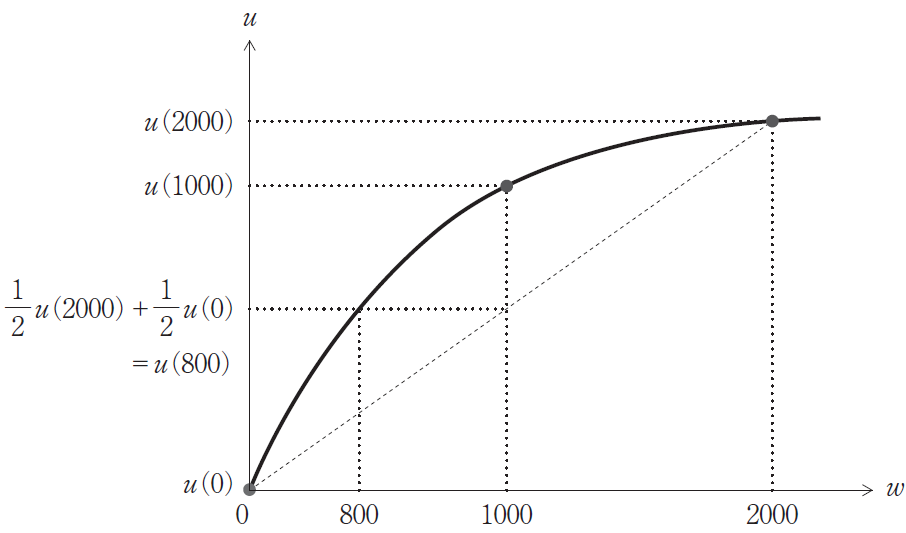 u
u(2000)
u(1000)
1/2 u(2000) + 1/2 u(0)
= u(800)
u(0)
0 800 1000 2000 w